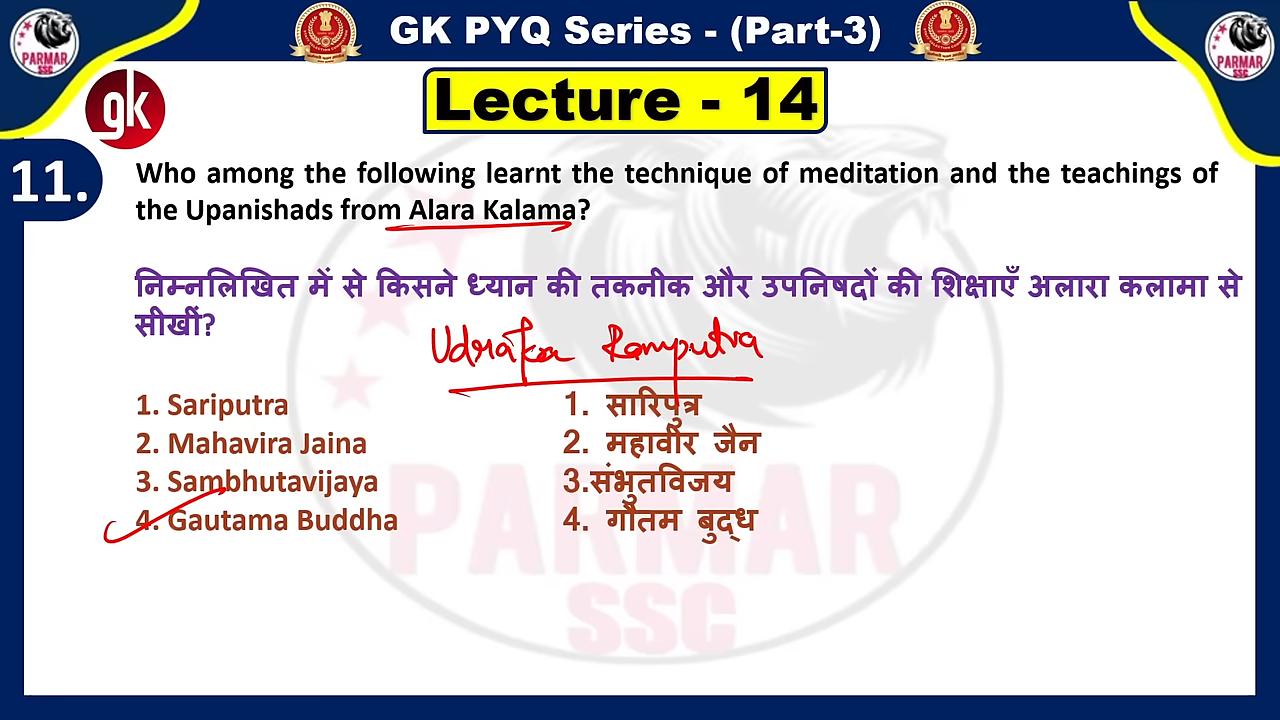 PARMAR
SSC
GK PYQ Series - (Part-3)
PARMAR
SSC
gk
Lecture - 14
11.
Who among the following learnt the technique of meditation and the teachings of
the Upanishads from Alara Kalama?
निम्नलिखित में से किसने ध्यान की तकनीक और उपनिषदों की शिक्षाएँ अलारा कलामा से
सीखीं?
Udraka Ramputra
1. Sariputra
1. सारिपुत्र
2. Mahavira Jaina
2. महावीर जैन
3. Sambhutavijaya
3.संभुतविजय
4. Gautama Buddha
4. गौतम बुद्ध
PARMAR
SSC